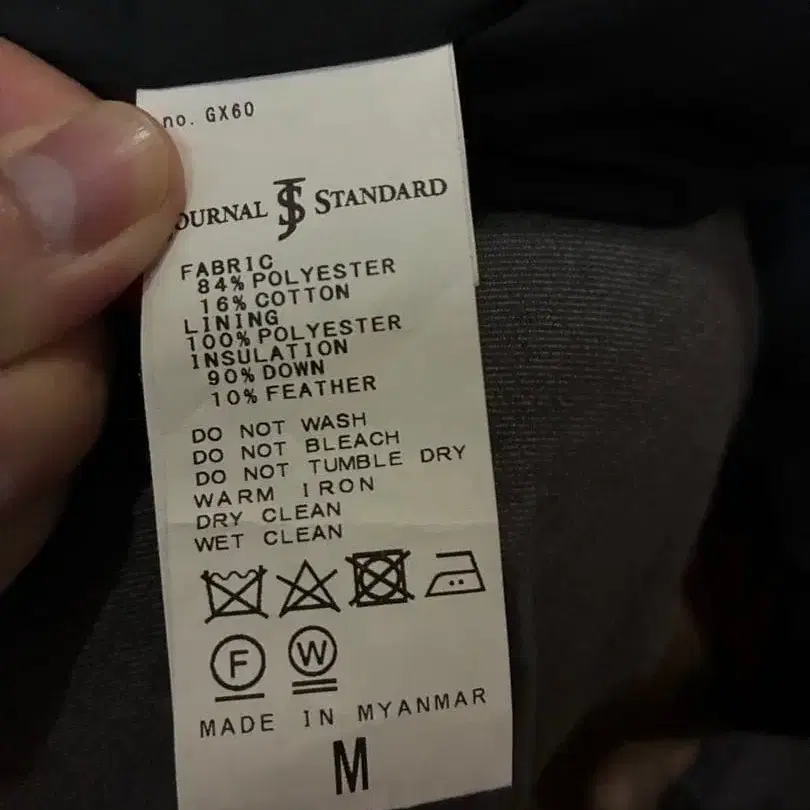 no. GX60
JOURNAL JS STANDARD
FABRIC
84% POLYESTER
16% COTTON
LINING
100% POLYESTER
INSULATION
90% DOWN
10% FEATHER
DO NOT WASH
DO NOT BLEACH
DO NOT TUMBLE DRY
WARM IRON
DRY CLEAN
WET CLEAN
F W
MADE IN MYANMAR
M